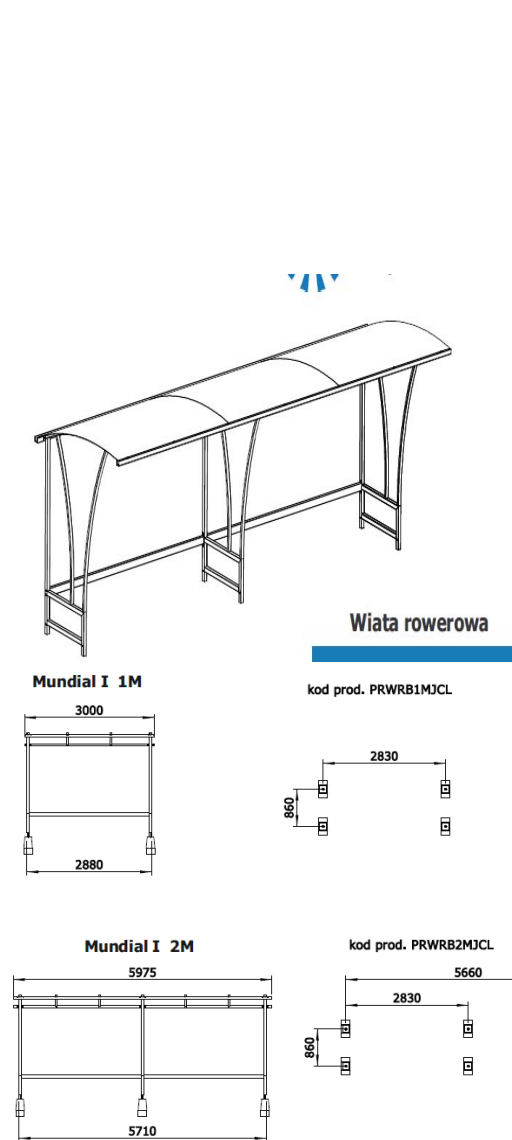 Wiata rowerowa
Mundial I 1M
kod prod. PRWRB1MJCL
3000
2830
860
2880
Mundial I 2M
kod prod. PRWRB2MJCL
5975
5660
2830
860
5710